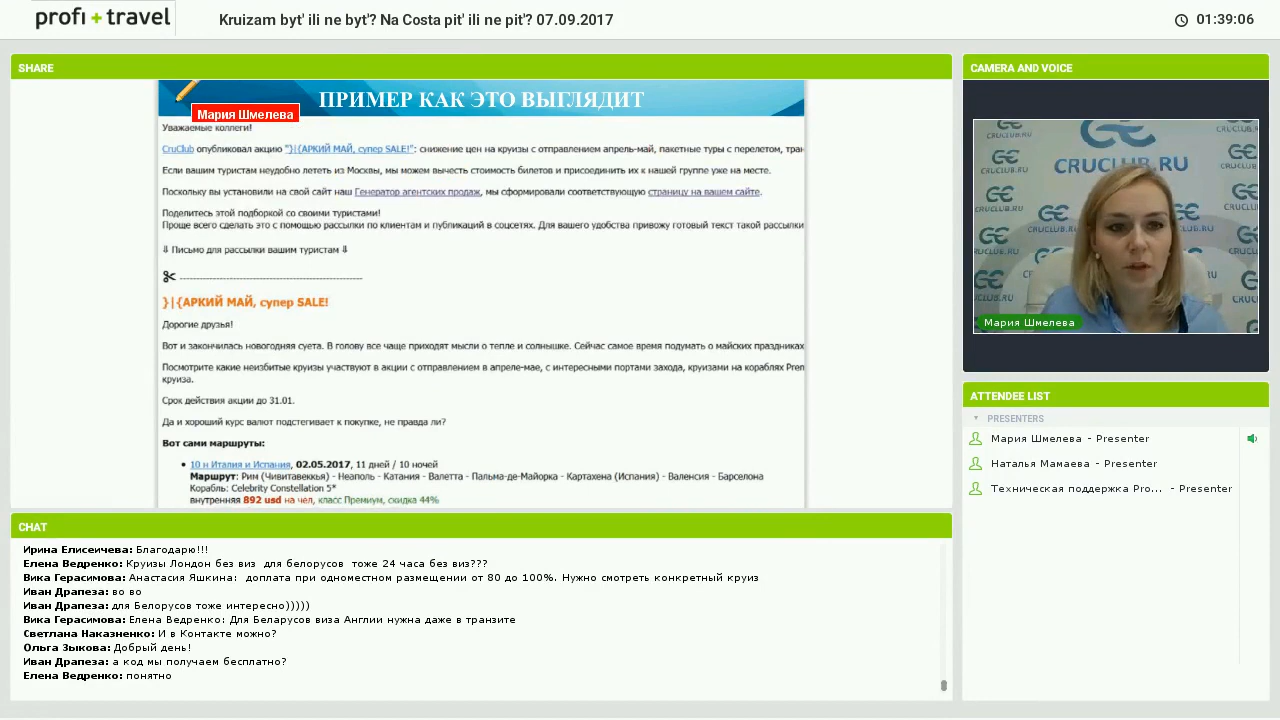 profi + travel
Kruizam byt' ili ne byt'? Na Costa pit' ili ne pit'? 07.09.2017
01:39:06
SHARE
ПРИМЕР КАК ЭТО ВЫГЛЯДИТ
Мария Шмелева
Уважаемые коллеги!
CruClub опубликовал акцию "}|{АРКИЙ МАЙ, супер SALE!": снижение цен на круизы с отправлением апрель-май, пакетные туры с перелетом, тран
Если вашим туристам неудобно лететь из Москвы, мы можем вычесть стоимость билетов и присоединить их к нашей группе уже на месте.
Поскольку вы установили на свой сайт наш Генератор агентских продаж, мы сформировали соответствующую страницу на вашем сайте.
Поделитесь этой подборкой со своими туристами!
Проще всего сделать это с помощью рассылки по клиентам и публикаций в соцсетях. Для вашего удобства привожу готовый текст такой рассылки
⇓ Письмо для рассылки вашим туристам ⇓
✂ ----------------------------------------------------
}|{АРКИЙ МАЙ, супер SALE!
Дорогие друзья!
Вот и закончилась новогодняя суета. В голову все чаще приходят мысли о тепле и солнышке. Сейчас самое время подумать о майских праздниках
Посмотрите какие неизбитые круизы участвуют в акции с отправлением в апреле-мае, с интересными портами захода, круизами на кораблях Prem
круиза.
Срок действия акции до 31.01.
Да и хороший курс валют подстегивает к покупке, не правда ли?
Вот сами маршруты:
• 10 н Италия и Испания, 02.05.2017, 11 дней / 10 ночей
Маршрут: Рим (Чивитавеккья) - Неаполь - Катания - Валетта - Пальма-де-Майорка - Картахена (Испания) - Валенсия - Барселона
Корабль: Celebrity Constellation 5*
внутренняя 892 usd на чел, класс Премиум, скидка 44%
CHAT
Ирина Елисеичева: Благодарю!!!
Елена Ведренко: Круизы Лондон без виз для белорусов тоже 24 часа без виз???
Вика Герасимова: Анастасия Яшкина: доплата при одноместном размещении от 80 до 100%. Нужно смотреть конкретный круиз
Иван Драпеза: во во
Иван Драпеза: для Белорусов тоже интересно)))))
Вика Герасимова: Елена Ведренко: Для Беларусов виза Англии нужна даже в транзите
Светлана Наказненко: И в Контакте можно?
Ольга Зыкова: Добрый день!
Иван Драпеза: а код мы получаем бесплатно?
Елена Ведренко: понятно
CAMERA AND VOICE
CRUCLUB.RU
CRUCLUB.RU
CRUCLUB.RU
CRUCLUB.RU
Мария Шмелева
ATTENDEE LIST
PRESENTERS
Мария Шмелева - Presenter
Наталья Мамаева - Presenter
Техническая поддержка Pro... - Presenter